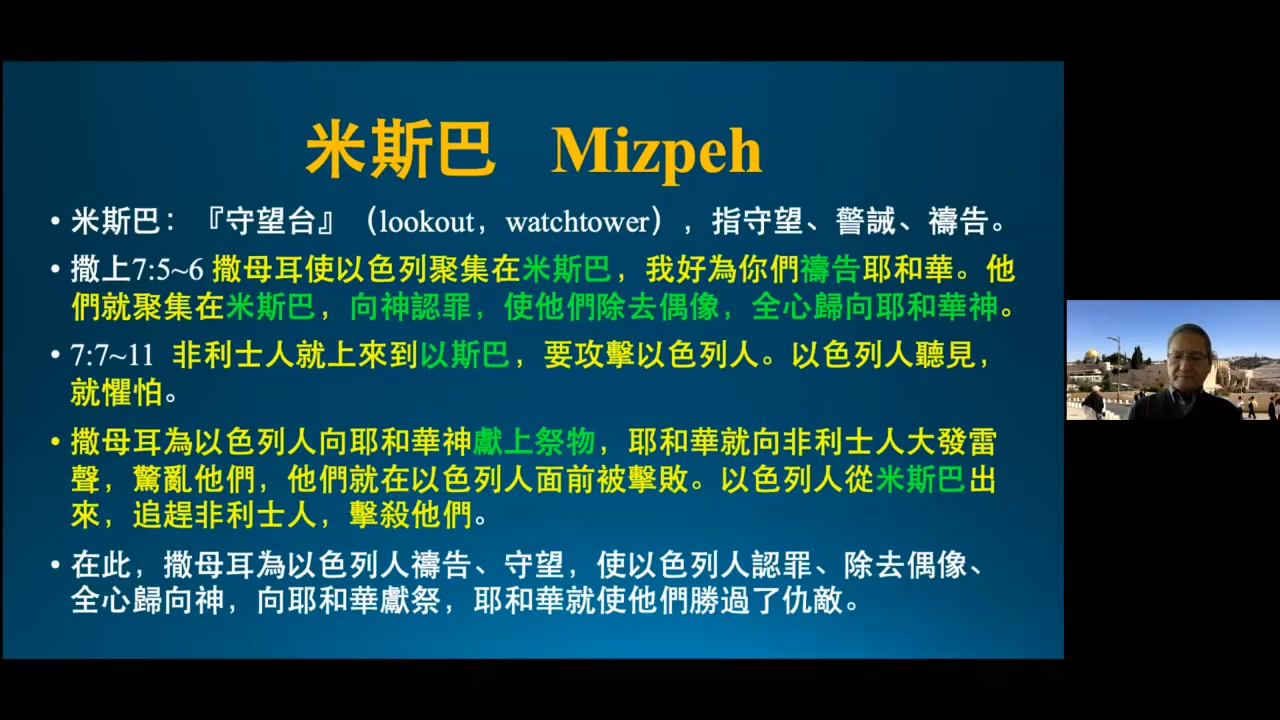 米斯巴 Mizpeh
• 米斯巴：『守望台』（lookout，watchtower），指守望、警誡、禱告。
• 撒上7:5~6 撒母耳使以色列聚集在米斯巴，我好為你們禱告耶和華。他
們就聚集在米斯巴，向神認罪，使他們除去偶像，全心歸向耶和華神。
• 7:7~11 非利士人就上來到以斯巴，要攻擊以色列人。以色列人聽見，
就懼怕。
• 撒母耳為以色列人向耶和華神獻上祭物，耶和華就向非利士人大發雷
聲，驚亂他們，他們就在以色列人面前被擊敗。以色列人從米斯巴出
來，追趕非利士人，擊殺他們。
• 在此，撒母耳為以色列人禱告、守望，使以色列人認罪、除去偶像、
全心歸向神，向耶和華獻祭，耶和華就使他們勝過了仇敵。